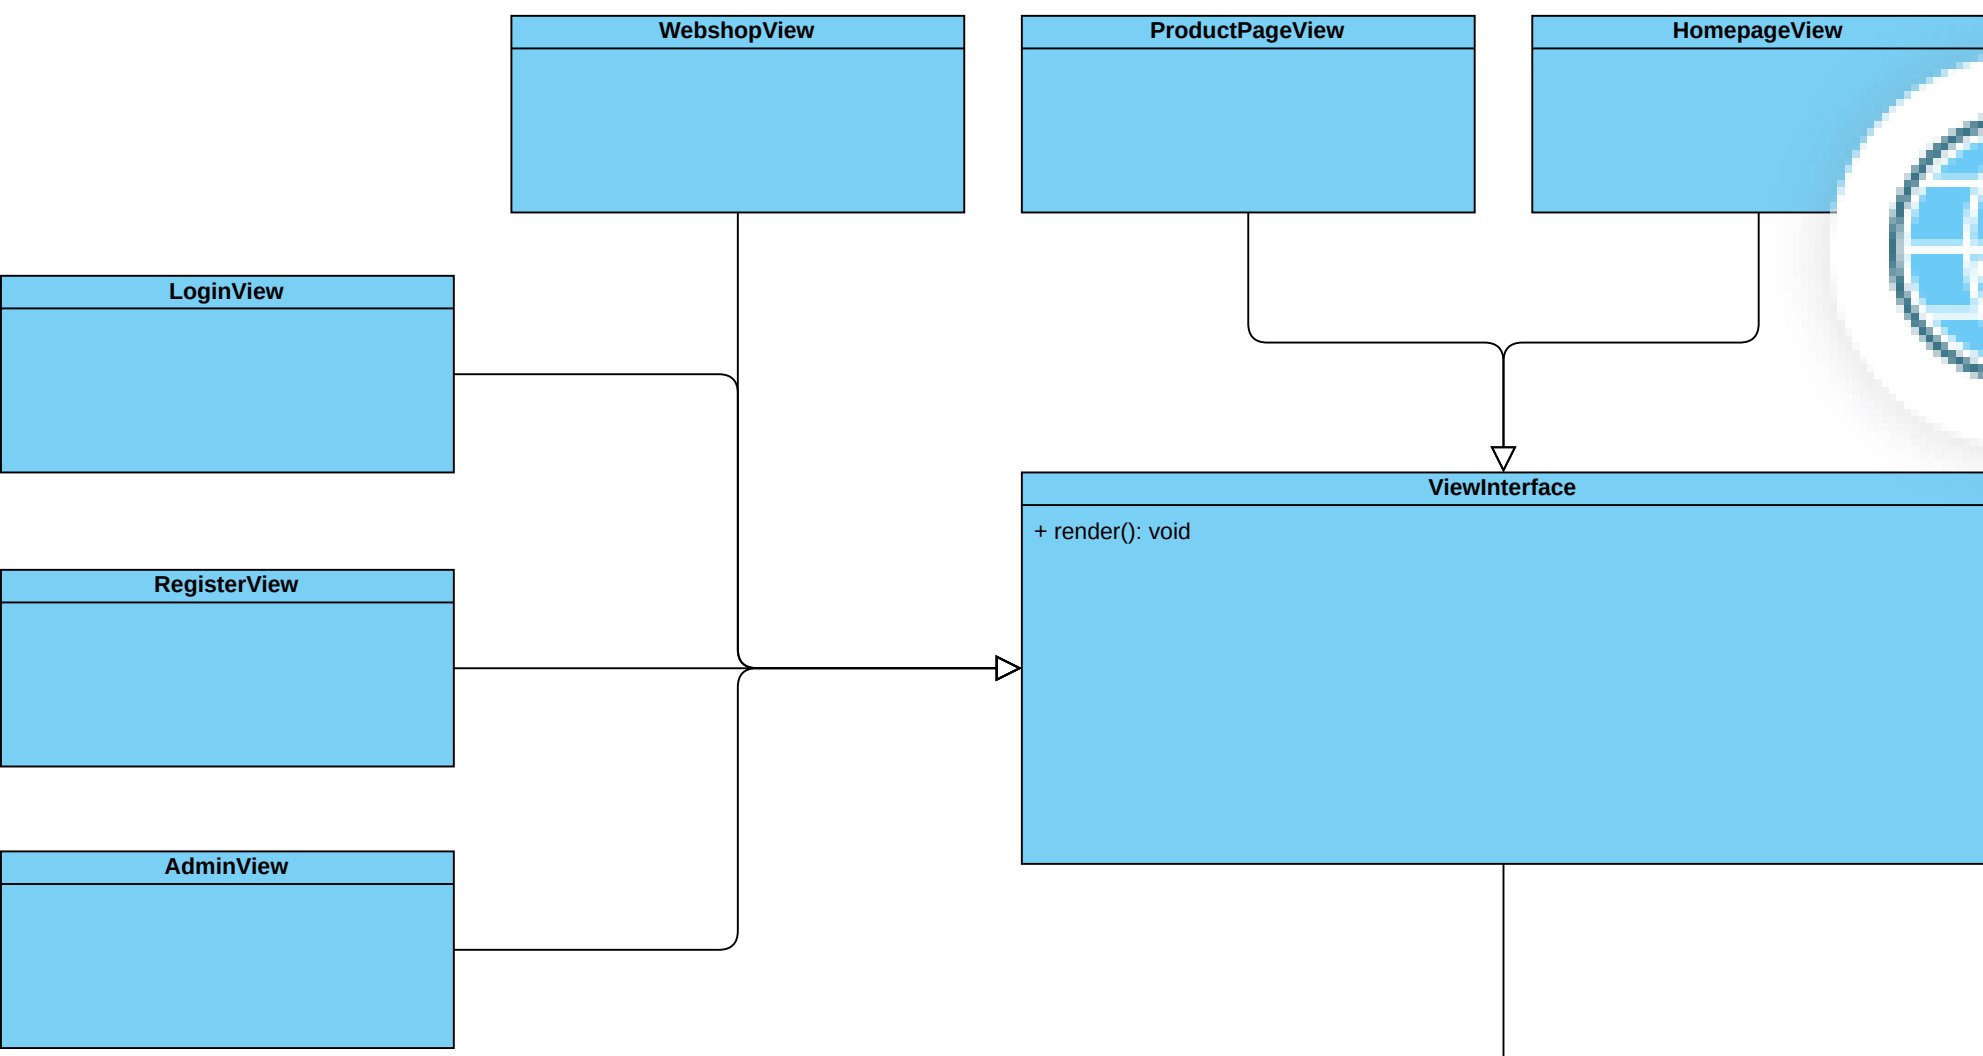 WebshopView
ProductPageView
HomepageView
LoginView
ViewInterface
+ render(): void
RegisterView
AdminView